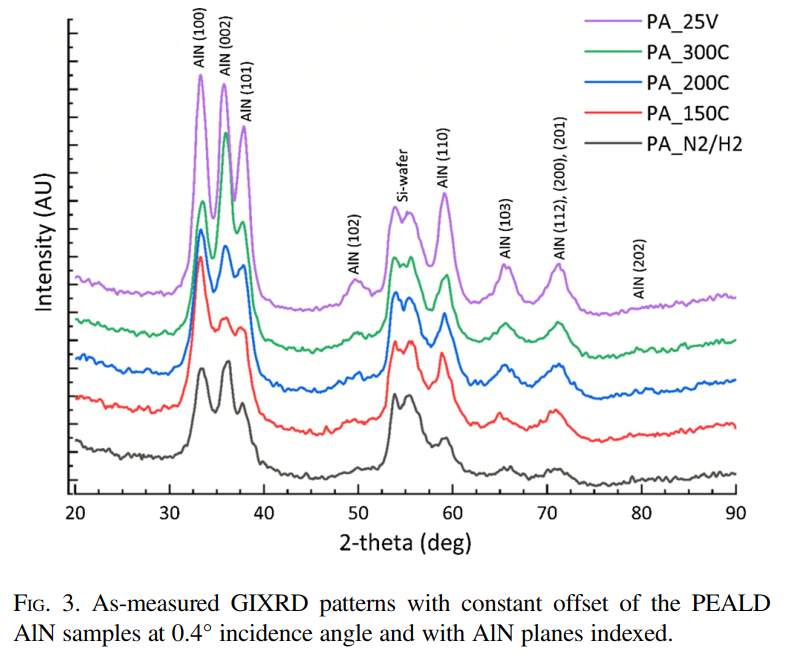 AlN (100)
AlN (002)
AlN (101)
AlN (102)
Si-wafer
AlN (110)
AlN (103)
AlN (112), (200), (201)
AlN (202)
PA_25V
PA_300C
PA_200C
PA_150C
PA_N2/H2
Intensity (AU)
20 30 40 50 60 70 80 90
2-theta (deg)
FIG. 3. As-measured GIXRD patterns with constant offset of the PEALD
AlN samples at 0.4° incidence angle and with AlN planes indexed.